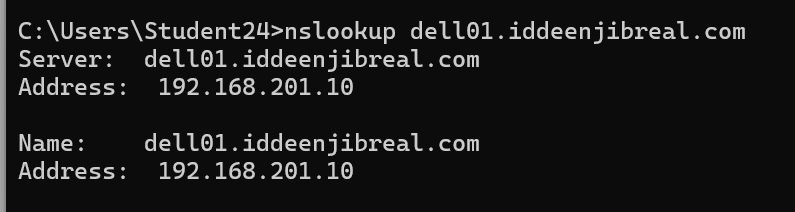 C:\Users\Student24>nslookup dell01.iddeenjibreal.com
Server:  dell01.iddeenjibreal.com
Address:  192.168.201.10

Name:    dell01.iddeenjibreal.com
Address:  192.168.201.10